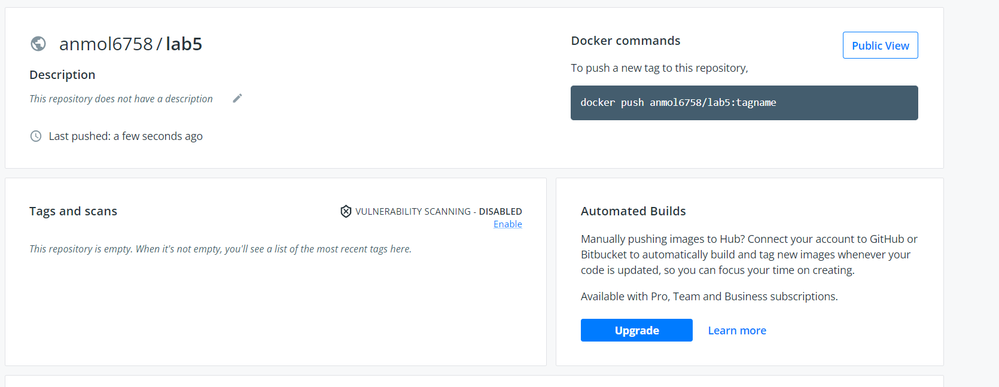 anmol6758 / lab5
Description
This repository does not have a description
Last pushed: a few seconds ago
Docker commands
Public View
To push a new tag to this repository,
docker push anmol6758/lab5:tagname
Tags and scans
VULNERABILITY SCANNING - DISABLED
Enable
This repository is empty. When it's not empty, you'll see a list of the most recent tags here.
Automated Builds
Manually pushing images to Hub? Connect your account to GitHub or
Bitbucket to automatically build and tag new images whenever your
code is updated, so you can focus your time on creating.
Available with Pro, Team and Business subscriptions.
Upgrade
Learn more